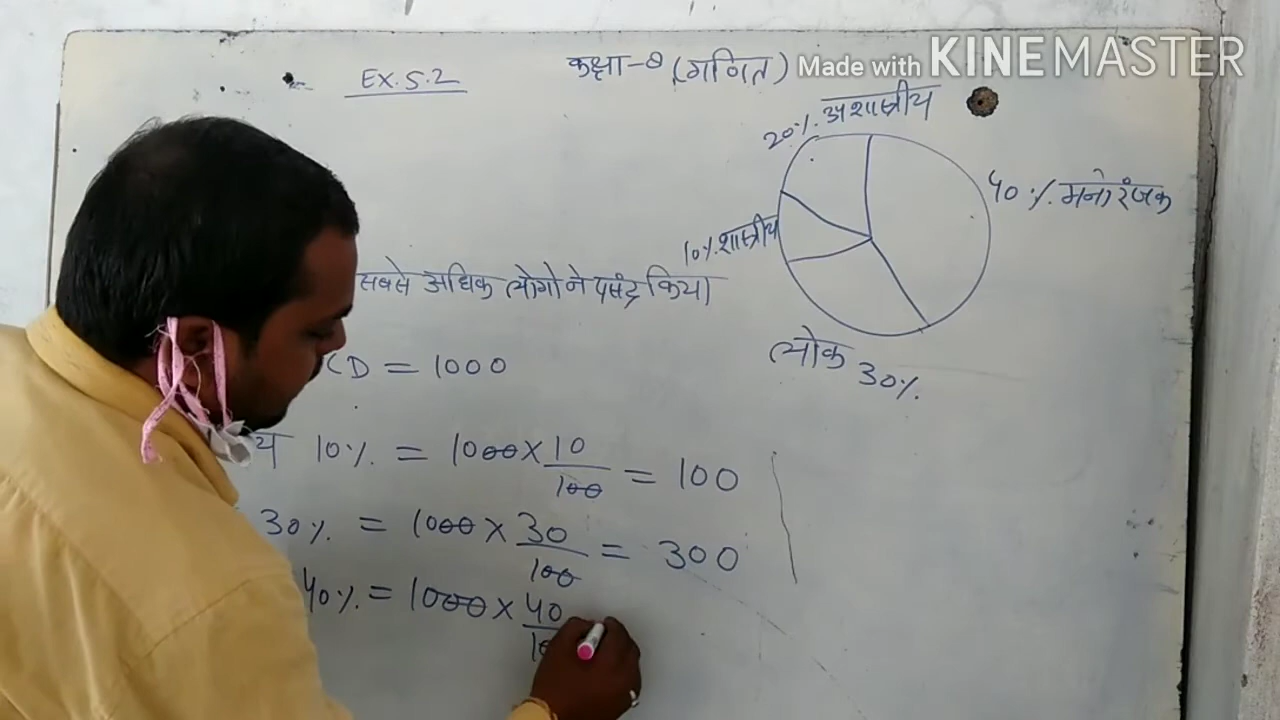 EX. 5.2
कक्षा-8 (गणित)
Made with KINEMASTER
20% अशास्त्रीय
40% मनोरंजक
10% शास्त्रीय
सबसे अधिक लोगो ने पसंद किया
लोक 30%
CD = 1000
य 10% = 1000 × 10/100 = 100
30% = 1000 × 30/100 = 300
40% = 1000 × 40/10